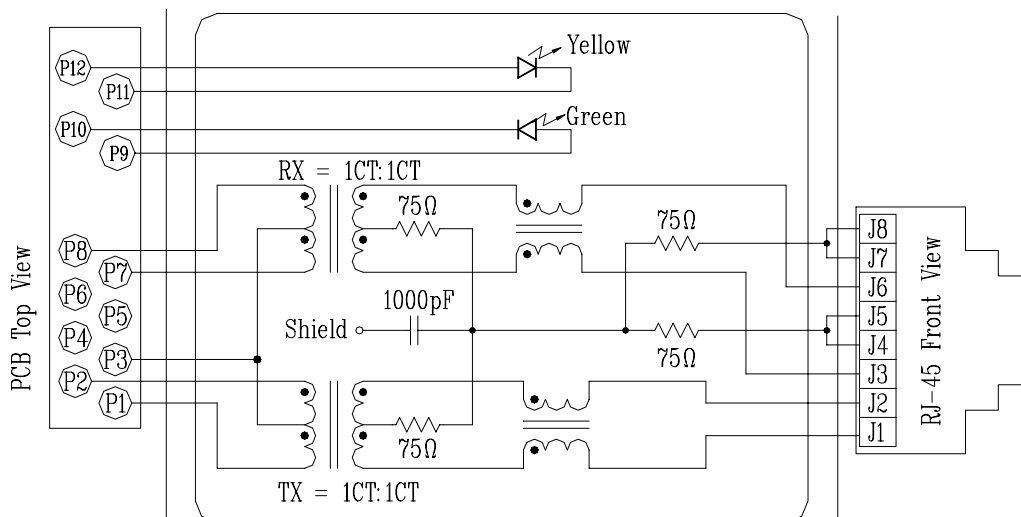 Yellow
P12
P11
Green
P10
P9
RX = 1CT:1CT
75Ω
75Ω
P8
P7
P6
P5
P4
P3
P2
P1
PCB Top View
1000pF
Shield
75Ω
75Ω
TX = 1CT:1CT
J8
J7
J6
J5
J4
J3
J2
J1
RJ-45 Front View